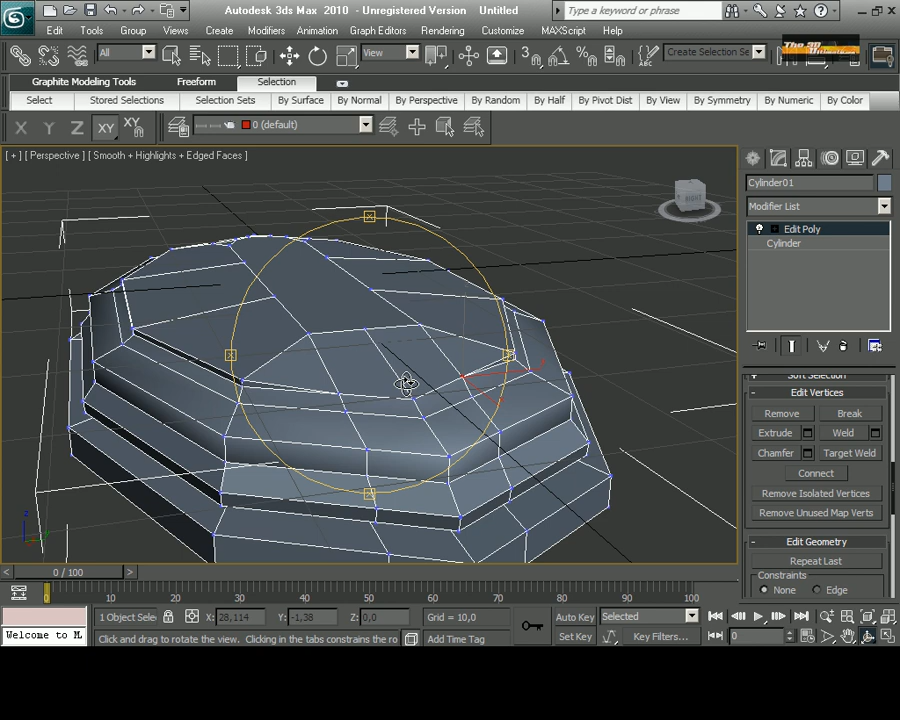 Autodesk 3ds Max 2010 - Unregistered Version Untitled
Type a keyword or phrase
Edit Tools Group Views Create Modifiers Animation Graph Editors Rendering Customize MAXScript Help
All View Create Selection Se
Graphite Modeling Tools Freeform Selection
Select Stored Selections Selection Sets By Surface By Normal By Perspective By Random By Half By Pivot Dist By View By Symmetry By Numeric By Color
X Y Z XY XY 0 (default)
[ + ] [ Perspective ] [ Smooth + Highlights + Edged Faces ]
RIGHT
Cylinder01
Modifier List
Edit Poly
Cylinder
Soft Selection
Edit Vertices
Remove Break
Extrude Weld
Chamfer Target Weld
Connect
Remove Isolated Vertices
Remove Unused Map Verts
Edit Geometry
Repeat Last
Constraints
None Edge
z
0 / 100
0 10 20 30 40 50 60 70 80 90 100
1 Object Sele X: 28,114 Y: -1,38 Z: 0,0 Grid = 10,0 Auto Key Selected
Welcome to M Click and drag to rotate the view. Clicking in the tabs constrains the ro Add Time Tag Set Key Key Filters... 0